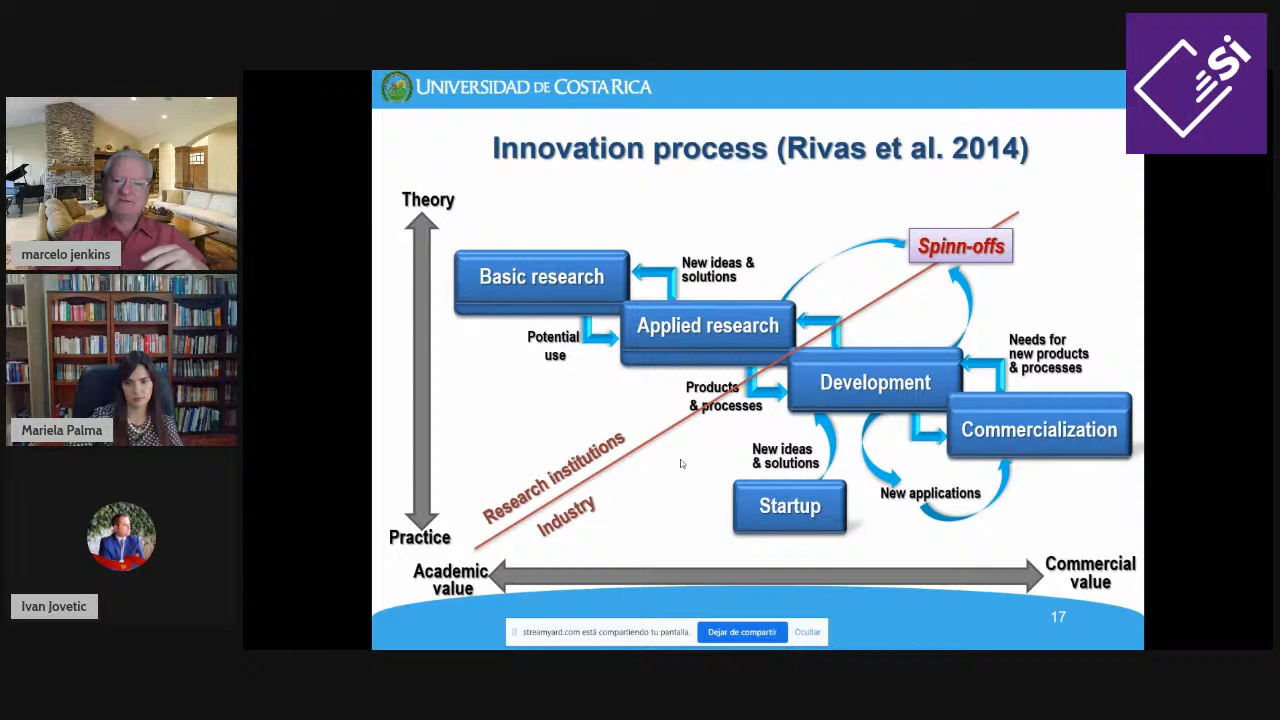 Si
UNIVERSIDAD DE COSTA RICA
Innovation process (Rivas et al. 2014)
Theory
Spinn-offs
Basic research
New ideas &
solutions
Potential
use
Applied research
Needs for
new products
& processes
Products
& processes
Development
Commercialization
Research institutions
Industry
New ideas
& solutions
New applications
Startup
Practice
Academic
value
Commercial
value
17
marcelo jenkins
Mariela Palma
Ivan Jovetic
streamyard.com está compartiendo tu pantalla.
Dejar de compartir
Ocultar